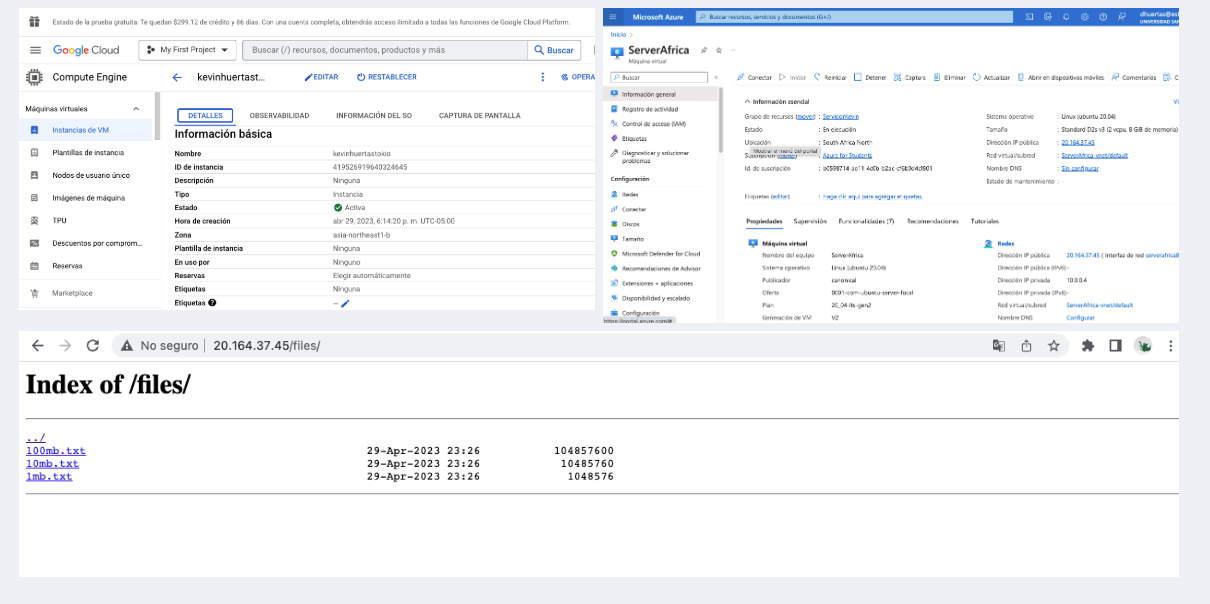 Estado de la prueba gratuita: Te quedan $299.12 de crédito y 86 días. Con una cuenta completa, obtendrás acceso ilimitado a todas las funciones de Google Cloud Platform.
Google Cloud
My First Project
Buscar (/) recursos, documentos, productos y más
Buscar
Compute Engine
kevinhuertast...
EDITAR
RESTABLECER
OPERA
Máquinas virtuales
Instancias de VM
Plantillas de instancia
Nodos de usuario único
Imágenes de máquina
TPU
Descuentos por comprom...
Reservas
Marketplace
DETALLES
OBSERVABILIDAD
INFORMACIÓN DEL SO
CAPTURA DE PANTALLA
Información básica
Nombre kevinhuertastokio
ID de instancia 419526919640324645
Descripción Ninguna
Tipo Instancia
Estado Activa
Hora de creación abr 29, 2023, 6:14:20 p. m. UTC-05:00
Zona asia-northeast1-b
Plantilla de instancia Ninguna
En uso por Ninguno
Reservas Elegir automáticamente
Etiquetas Ninguna
Etiquetas –
Microsoft Azure
Buscar recursos, servicios y documentos (G+/)
dhuertas@est
Inicio >
ServerAfrica
Máquina virtual
Buscar
Conectar
Iniciar
Reiniciar
Detener
Captura
Eliminar
Actualizar
Abrir en dispositivos móviles
Comentarios
Información general
Registro de actividad
Control de acceso (IAM)
Etiquetas
Diagnosticar y solucionar
problemas
Configuración
Redes
Conectar
Discos
Tamaño
Microsoft Defender for Cloud
Recomendaciones de Advisor
Extensiones + aplicaciones
Disponibilidad y escalado
Configuración
https://portal.azure.com/#
Información esencial
Grupo de recursos (mover) : ServidorKevin
Estado : En ejecución
Ubicación : South Africa North
Mostrar el menú del portal
Suscripción (mover) : Azure for Students
Id. de suscripción
Etiquetas (editar) : Haga clic aquí para agregar etiquetas
Sistema operativo : Linux (ubuntu 20.04)
Tamaño : Standard D2s v3 (2 vcpu, 8 GiB de memoria)
Dirección IP pública : 20.164.37.45
Red virtual/subred : ServerAfrica-vnet/default
Nombre DNS : Sin configurar
Estado de mantenimiento : -
Propiedades
Supervisión
Funcionalidades (7)
Recomendaciones
Tutoriales
Máquina virtual
Nombre del equipo ServerAfrica
Sistema operativo Linux (ubuntu 20.04)
Publicador canonical
Oferta 0001-com-ubuntu-server-focal
Plan 20_04-lts-gen2
Generación de VM V2
Redes
Dirección IP pública 20.164.37.45 ( Interfaz de red serverafrica8
Dirección IP pública (IPv6) -
Dirección IP privada 10.0.0.4
Dirección IP privada (IPv6) -
Red virtual/subred ServerAfrica-vnet/default
Nombre DNS Configurar
No seguro | 20.164.37.45/files/
Index of /files/
../
100mb.txt 29-Apr-2023 23:26 104857600
10mb.txt 29-Apr-2023 23:26 10485760
1mb.txt 29-Apr-2023 23:26 1048576